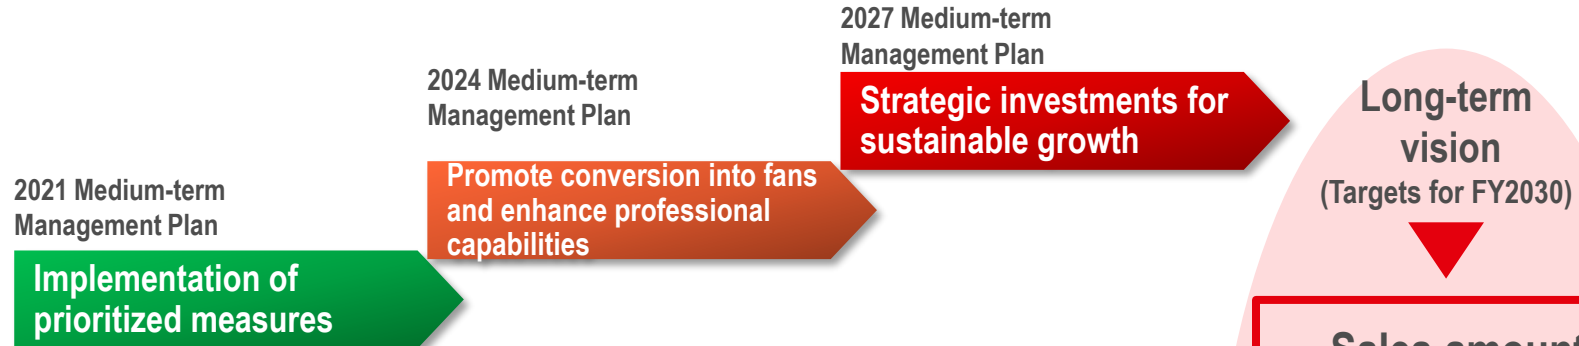 2021 Medium-term
Management Plan
Implementation of
prioritized measures
2024 Medium-term
Management Plan
Promote conversion into fans
and enhance professional
capabilities
2027 Medium-term
Management Plan
Strategic investments for
sustainable growth
Long-term
vision
(Targets for FY2030)
Sales amount